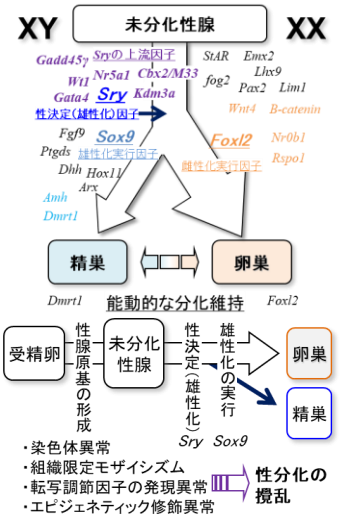 XY
未分化性腺
XX
Gadd45γ
Sryの上流因子
Wt1
Nr5a1
Cbx2/M33
Gata4
Sry
Kdm3a
性決定(雄性化)因子
StAR
Emx2
fog2
Lhx9
Pax2
Lim1
Wnt4
B-catenin
Fgf9
Sox9
雄性化実行因子
Ptgds
Dhh
Hox11
Arx
Amh
Dmrt1
Foxl2
雌性化実行因子
Nr0b1
Rspo1
精巣
卵巣
Dmrt1
能動的な分化維持
Foxl2
受精卵
性腺原基の形成
未分化
性腺
性決定(雄性化)
雄性化の実行
Sry
Sox9
卵巣
精巣
・染色体異常
・組織限定モザイシズム
・転写調節因子の発現異常
・エピジェネティック修飾異常
性分化の
撹乱